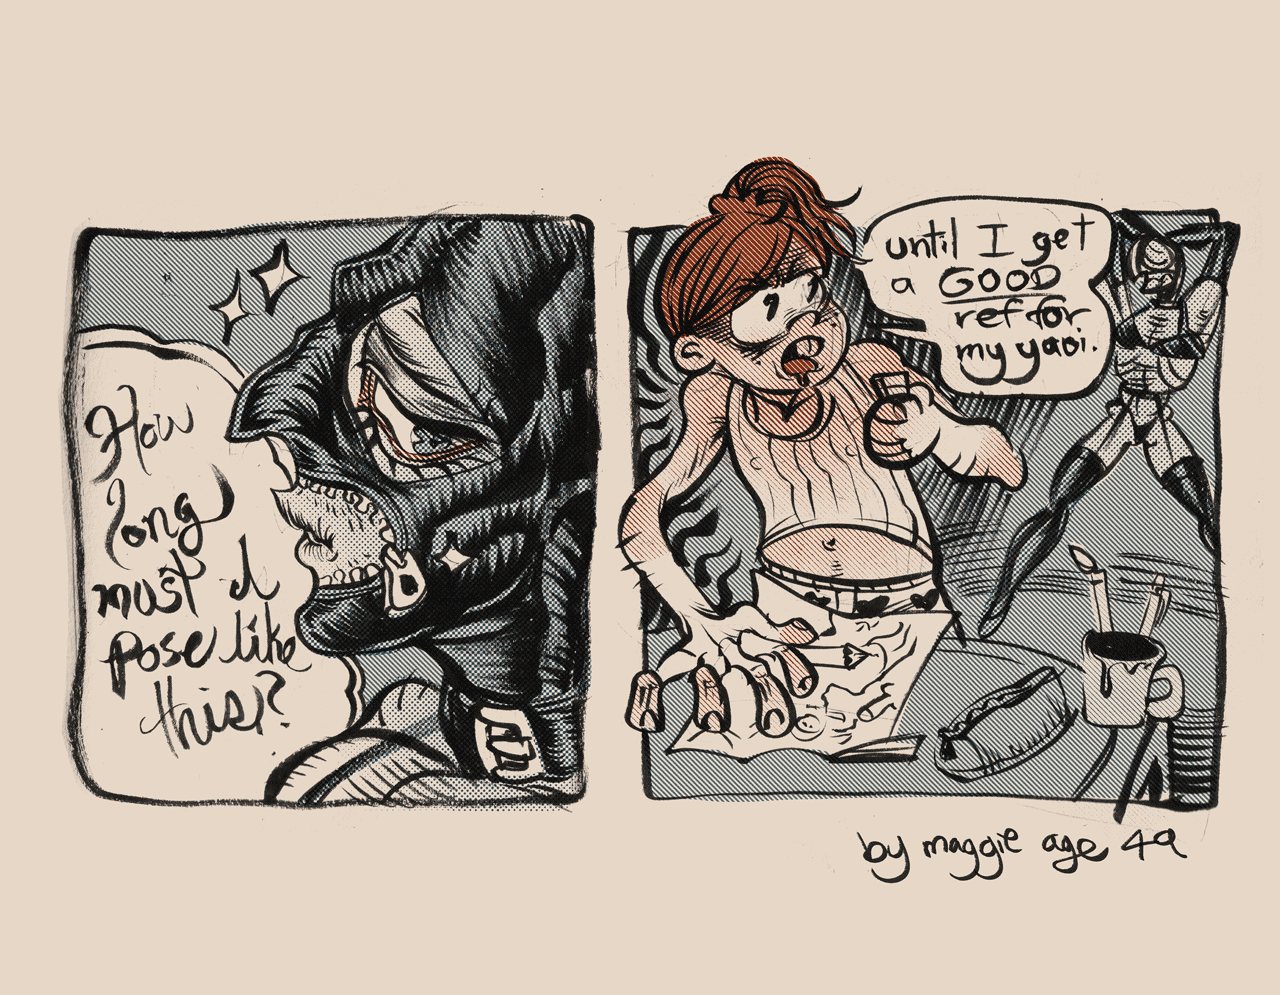 How
long
must I
pose like
this!?
until I get
a GOOD
ref for
my yaoi.
by maggie age 49